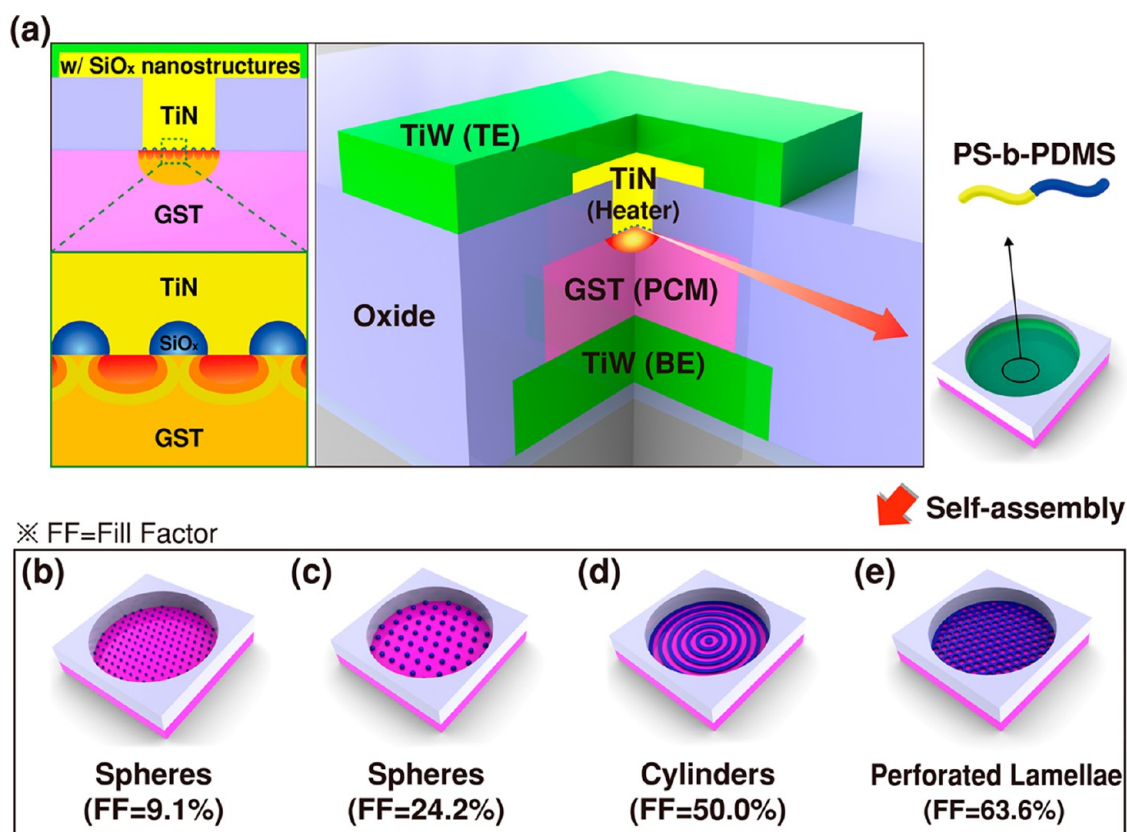 (a)
w/ SiOx nanostructures
TiN
GST
TiN
SiOx
GST
TiW (TE)
TiN
(Heater)
GST (PCM)
Oxide
TiW (BE)
PS-b-PDMS
Self-assembly
※ FF=Fill Factor
(b)
(c)
(d)
(e)
Spheres
(FF=9.1%)
Spheres
(FF=24.2%)
Cylinders
(FF=50.0%)
Perforated Lamellae
(FF=63.6%)